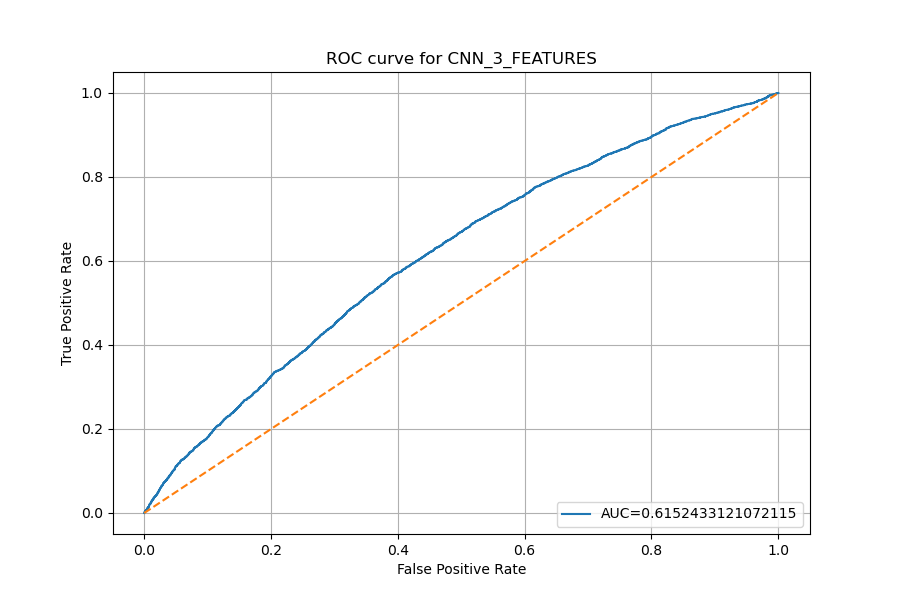 ROC curve for CNN_3_FEATURES
True Positive Rate
1.0
0.8
0.6
0.4
0.2
0.0
AUC=0.6152433121072115
0.0 0.2 0.4 0.6 0.8 1.0
False Positive Rate